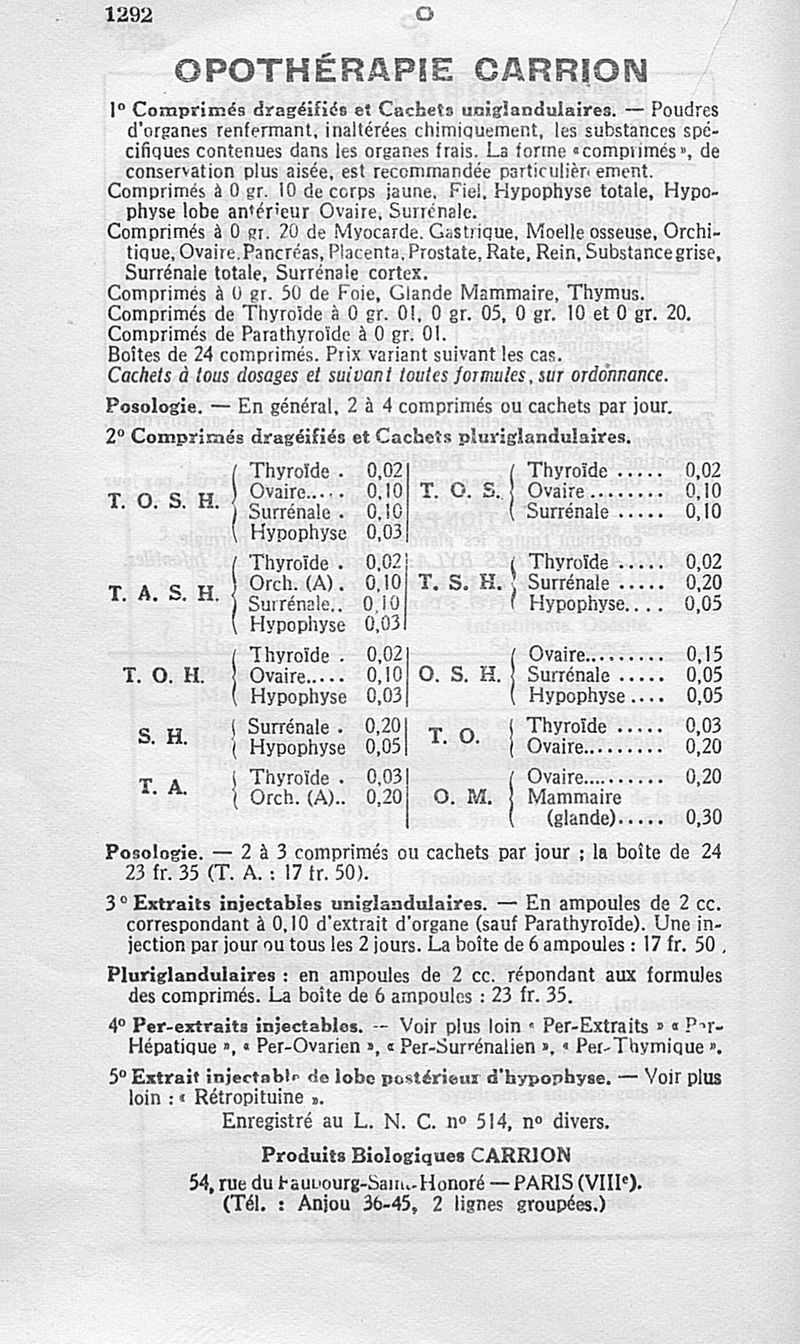 1292
O
OPOTHÉRAPIE CARRION
1º Comprimés dragéifiés et Cachets uniglandulaires. — Poudres
d'organes renfermant, inaltérées chimiquement, les substances spé-
cifiques contenues dans les organes frais. La forme « comprimés », de
conservation plus aisée, est recommandée particulièrement.
Comprimés à 0 gr. 10 de corps jaune, Fiel, Hypophyse totale, Hypo-
physe lobe antérieur Ovaire, Surrénale.
Comprimés à 0 gr. 20 de Myocarde, Gastrique, Moelle osseuse, Orchi-
tique, Ovaire, Pancréas, Placenta, Prostate, Rate, Rein, Substance grise,
Surrénale totale, Surrénale cortex.
Comprimés à 0 gr. 50 de Foie, Glande Mammaire, Thymus.
Comprimés de Thyroïde à 0 gr. 01, 0 gr. 05, 0 gr. 10 et 0 gr. 20.
Comprimés de Parathyroïde à 0 gr. 01.
Boîtes de 24 comprimés. Prix variant suivant les cas.
Cachets à tous dosages et suivant toutes formules, sur ordonnance.
Posologie. — En général, 2 à 4 comprimés ou cachets par jour.
2º Comprimés dragéifiés et Cachets pluriglandulaires.
T. O. S. H.
Thyroïde . 0,02
Ovaire..... 0,10
Surrénale . 0,10
Hypophyse 0,03
T. O. S.
Thyroïde ..... 0,02
Ovaire ........ 0,10
Surrénale ..... 0,10
T. A. S. H.
Thyroïde . 0,02
Orch. (A) . 0,10
Surrénale.. 0,10
Hypophyse 0,03
T. S. H.
Thyroïde ..... 0,02
Surrénale ..... 0,20
Hypophyse.... 0,05
T. O. H.
Thyroïde . 0,02
Ovaire..... 0,10
Hypophyse 0,03
O. S. H.
Ovaire......... 0,15
Surrénale ..... 0,05
Hypophyse .... 0,05
S. H.
Surrénale . 0,20
Hypophyse 0,05
T. O.
Thyroïde ..... 0,03
Ovaire......... 0,20
T. A.
Thyroïde . 0,03
Orch. (A).. 0,20
O. M.
Ovaire.......... 0,20
Mammaire
(glande)..... 0,30
Posologie. — 2 à 3 comprimés ou cachets par jour ; la boîte de 24
23 fr. 35 (T. A. : 17 fr. 50).
3º Extraits injectables uniglandulaires. — En ampoules de 2 cc.
correspondant à 0,10 d'extrait d'organe (sauf Parathyroïde). Une in-
jection par jour ou tous les 2 jours. La boîte de 6 ampoules : 17 fr. 50.
Pluriglandulaires : en ampoules de 2 cc. répondant aux formules
des comprimés. La boîte de 6 ampoules : 23 fr. 35.
4º Per-extraits injectables. -- Voir plus loin « Per-Extraits » « Per-
Hépatique », « Per-Ovarien », « Per-Surrénalien », « Per-Thymique ».
5º Extrait injectable de lobe postérieur d'hypophyse. — Voir plus
loin : « Rétropituine ».
Enregistré au L. N. C. nº 514, nº divers.
Produits Biologiques CARRION
54, rue du Faubourg-Saint-Honoré — PARIS (VIIIe).
(Tél. : Anjou 36-45, 2 lignes groupées.)